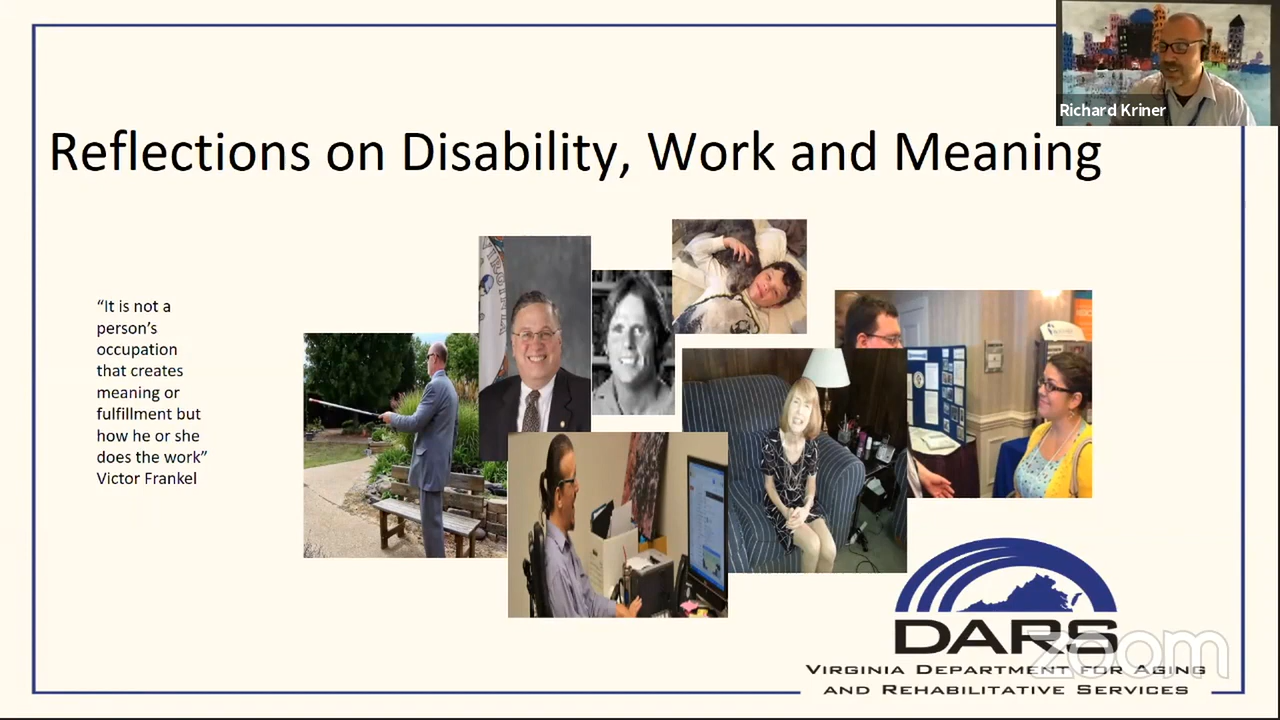 Richard Kriner
Reflections on Disability, Work and Meaning
“It is not a
person’s
occupation
that creates
meaning or
fulfillment but
how he or she
does the work”
Victor Frankel
DARS
zoom
VIRGINIA DEPARTMENT FOR AGING
AND REHABILITATIVE SERVICES